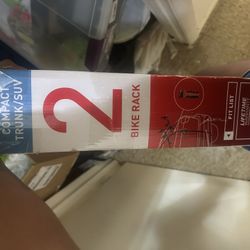 COMPACT
TRUNK/SUV
2
BIKE RACK
FIT LIST
LIFETIME